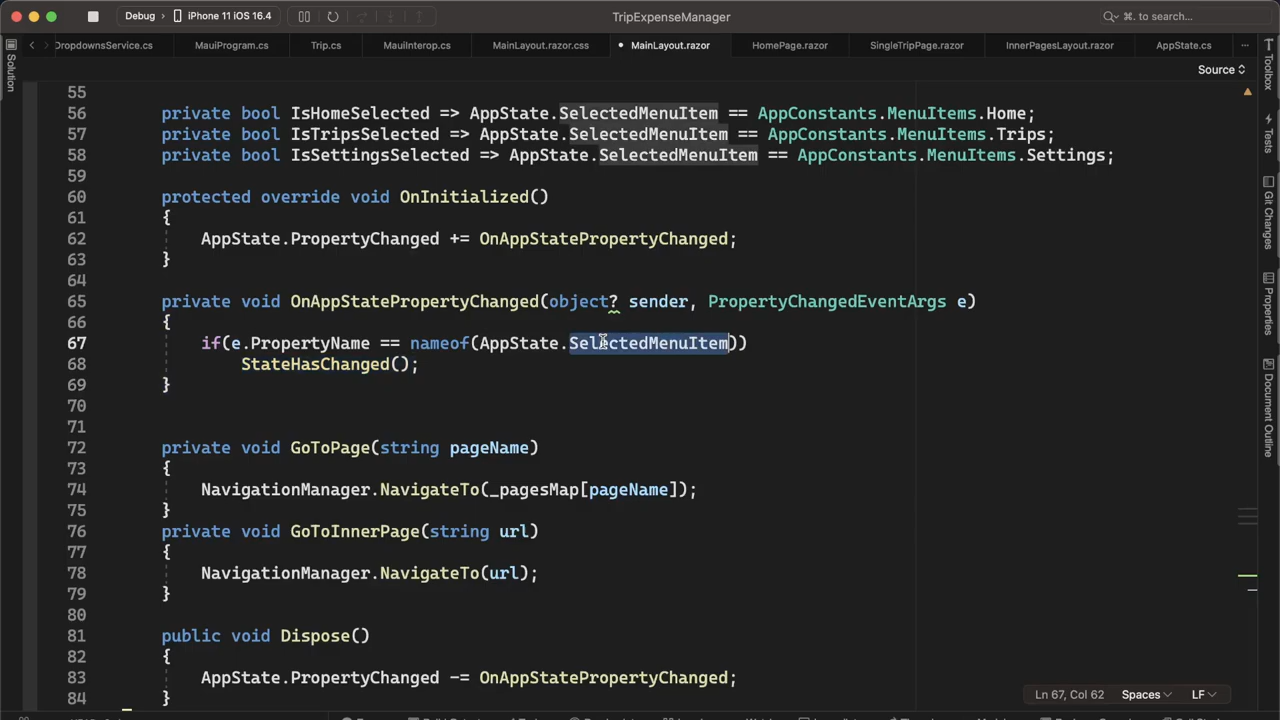 Debug
iPhone 11 iOS 16.4
TripExpenseManager
⌘. to search...
DropdownsService.cs
MauiProgram.cs
Trip.cs
MauiInterop.cs
MainLayout.razor.css
MainLayout.razor
HomePage.razor
SingleTripPage.razor
InnerPagesLayout.razor
AppState.cs
Source
Solution
Toolbox
Tests
Git Changes
Properties
Document Outline
55
56 private bool IsHomeSelected => AppState.SelectedMenuItem == AppConstants.MenuItems.Home;
57 private bool IsTripsSelected => AppState.SelectedMenuItem == AppConstants.MenuItems.Trips;
58 private bool IsSettingsSelected => AppState.SelectedMenuItem == AppConstants.MenuItems.Settings;
59
60 protected override void OnInitialized()
61 {
62 AppState.PropertyChanged += OnAppStatePropertyChanged;
63 }
64
65 private void OnAppStatePropertyChanged(object? sender, PropertyChangedEventArgs e)
66 {
67 if(e.PropertyName == nameof(AppState.SelectedMenuItem))
68 StateHasChanged();
69 }
70
71
72 private void GoToPage(string pageName)
73 {
74 NavigationManager.NavigateTo(_pagesMap[pageName]);
75 }
76 private void GoToInnerPage(string url)
77 {
78 NavigationManager.NavigateTo(url);
79 }
80
81 public void Dispose()
82 {
83 AppState.PropertyChanged -= OnAppStatePropertyChanged;
84 }
Ln 67, Col 62 Spaces LF